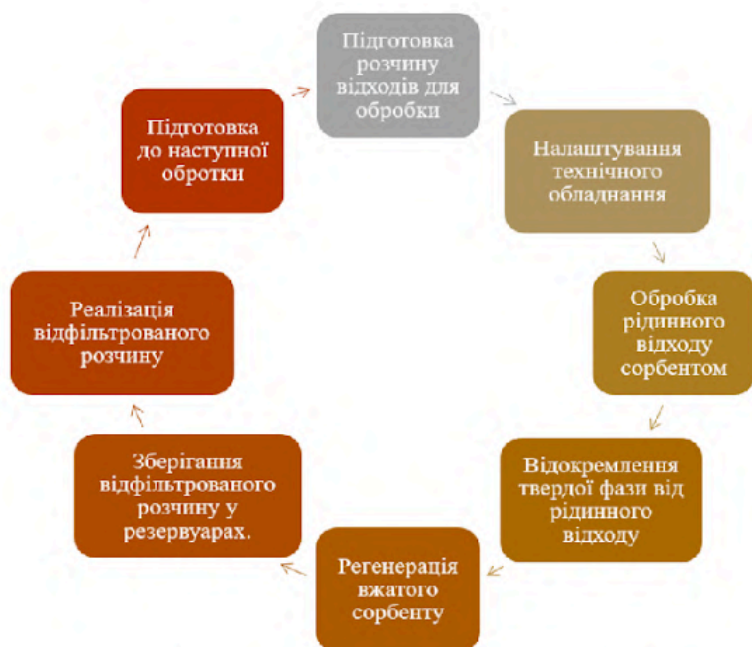 Підготовка
розчину
відходів для
обробки
Налаштування
технічного
обладнання
Обробка
рідинного
відходу
сорбентом
Відокремлення
твердої фази від
рідинного
відходу
Регенерація
вжатого
сорбенту
Зберігання
відфільтрованого
розчину у
резервуарах.
Реалізація
відфільтрованого
розчину
Підготовка
до наступної
обротки